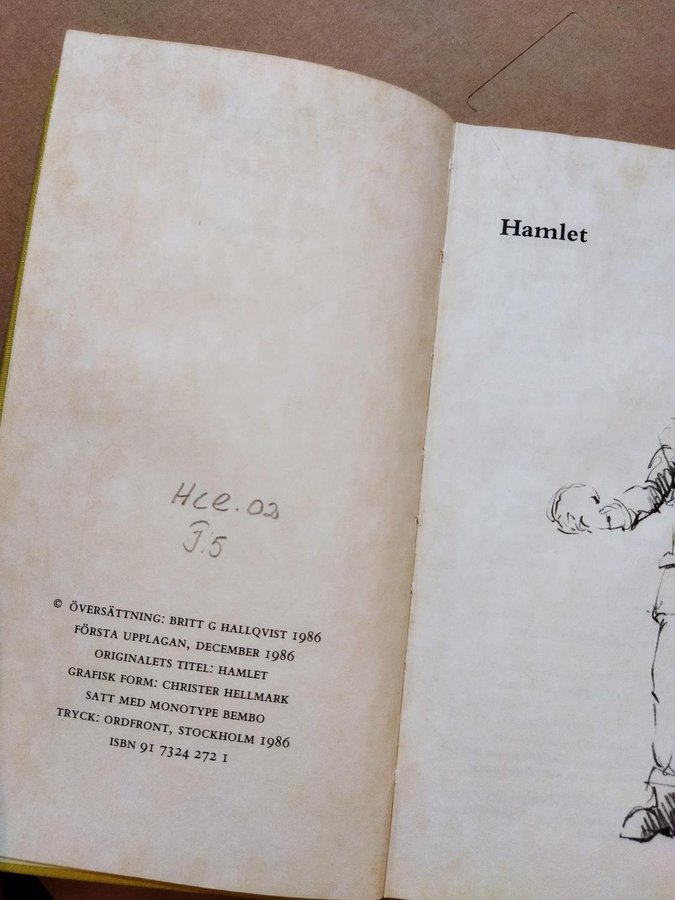 Hce.02
J.5
© ÖVERSÄTTNING: BRITT G HALLQVIST 1986
FÖRSTA UPPLAGAN, DECEMBER 1986
ORIGINALETS TITEL: HAMLET
GRAFISK FORM: CHRISTER HELLMARK
SATT MED MONOTYPE BEMBO
TRYCK: ORDFRONT, STOCKHOLM 1986
ISBN 91 7324 272 1
Hamlet